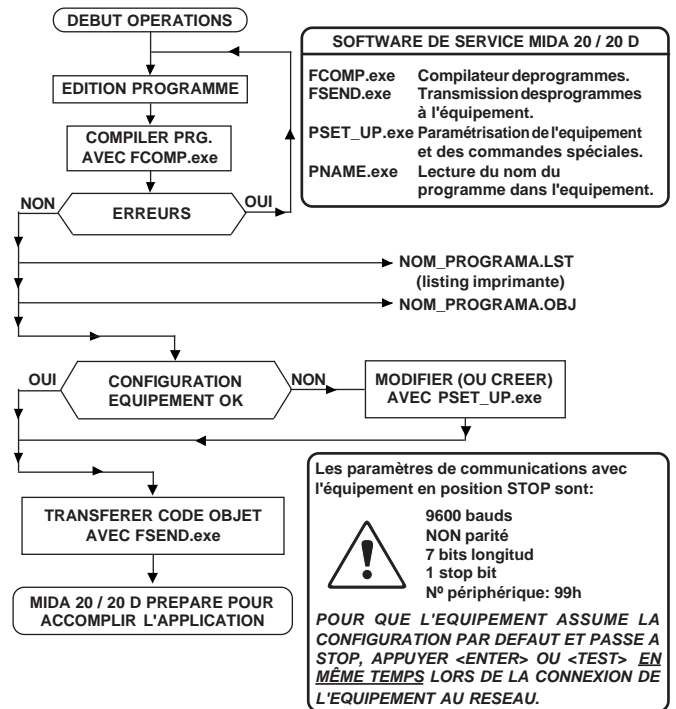 DEBUT OPERATIONS
EDITION PROGRAMME
COMPILER PRG.
AVEC FCOMP.exe
NON
ERREURS
OUI
SOFTWARE DE SERVICE MIDA 20 / 20 D
FCOMP.exe Compilateur deprogrammes.
FSEND.exe Transmission desprogrammes
à l'équipement.
PSET_UP.exe Paramétrisation de l'equipement
et des commandes spéciales.
PNAME.exe Lecture du nom du
programme dans l'equipement.
NOM_PROGRAMA.LST
(listing imprimante)
NOM_PROGRAMA.OBJ
OUI
CONFIGURATION
EQUIPEMENT OK
NON
MODIFIER (OU CREER)
AVEC PSET_UP.exe
TRANSFERER CODE OBJET
AVEC FSEND.exe
MIDA 20 / 20 D PREPARE POUR
ACCOMPLIR L'APPLICATION
Les paramètres de communications avec
l'équipement en position STOP sont:
9600 bauds
NON parité
7 bits longitud
1 stop bit
Nº périphérique: 99h
POUR QUE L'EQUIPEMENT ASSUME LA
CONFIGURATION PAR DEFAUT ET PASSE A
STOP, APPUYER <ENTER> OU <TEST> EN
MÊME TEMPS LORS DE LA CONNEXION DE
L'EQUIPEMENT AU RESEAU.